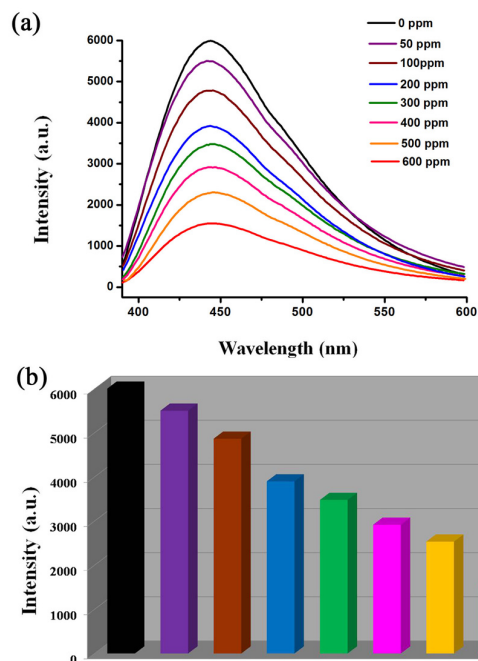 (a)
6000
5000
4000
3000
2000
1000
0
Intensity (a.u.)
400
450
500
550
600
Wavelength (nm)
0 ppm
50 ppm
100ppm
200 ppm
300 ppm
400 ppm
500 ppm
600 ppm
(b)
6000
5000
4000
3000
2000
1000
0
Intensity (a.u.)